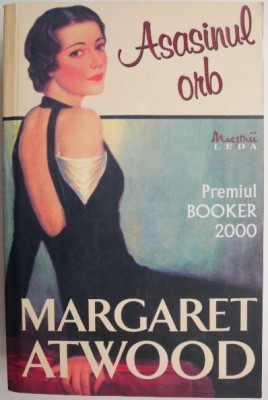 Asasinul
orb
Maeștrii
LEDA
Premiul
BOOKER
2000
MARGARET
ATWOOD